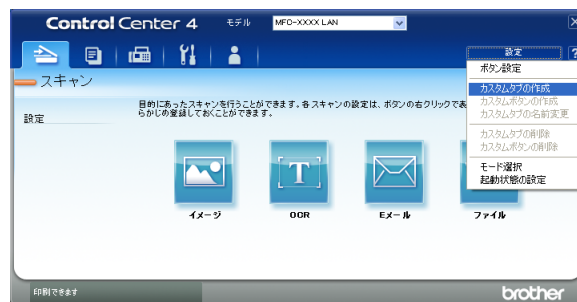 Control Center 4
モデル
MFC-XXXX LAN
設定
?
スキャン
ボタン設定
カスタムタブの作成
カスタムボタンの作成
カスタムタブの名前変更
カスタムタブの削除
カスタムボタンの削除
モード選択
起動状態の設定
設定
目的にあったスキャンを行うことができます。各スキャンの設定は、ボタンの右クリックであ
らかじめ登録しておくことができます。
イメージ
OCR
Eメール
ファイル
印刷できます
brother